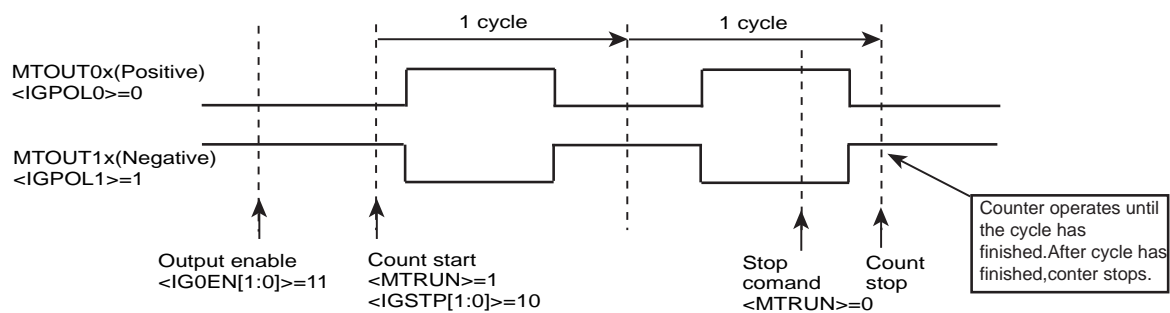 1 cycle
1 cycle
MTOUT0x(Positive)
<IGPOL0>=0
MTOUT1x(Negative)
<IGPOL1>=1
Output enable
<IG0EN[1:0]>=11
Count start
<MTRUN>=1
<IGSTP[1:0]>=10
Stop
comand
<MTRUN>=0
Count
stop
Counter operates until
the cycle has
finished.After cycle has
finished,conter stops.